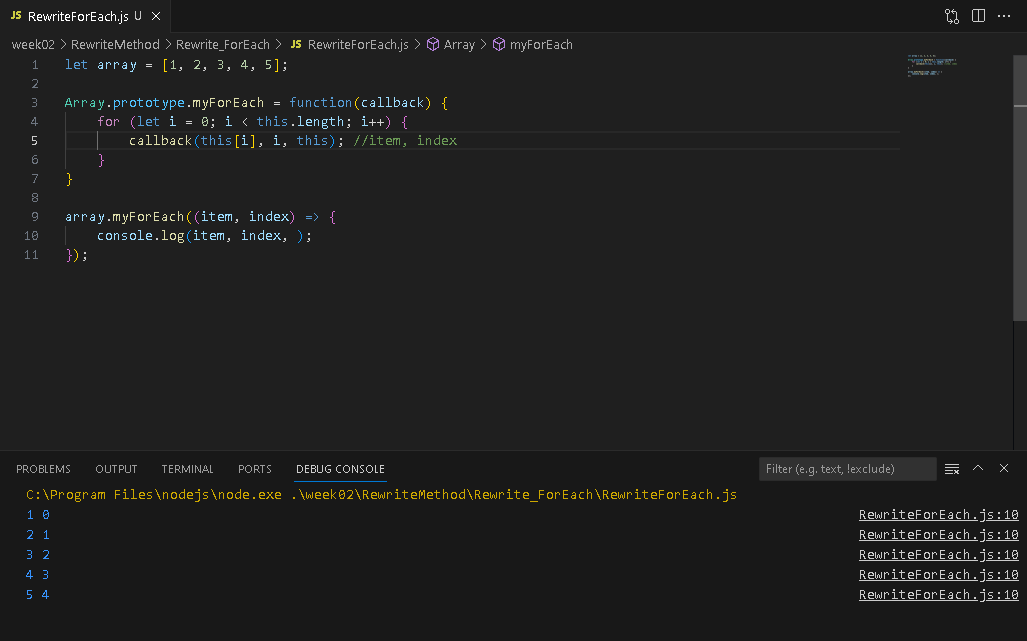 JS RewriteForEach.js U ×
week02 > RewriteMethod > Rewrite_ForEach > JS RewriteForEach.js > Array > myForEach
1 let array = [1, 2, 3, 4, 5];
2
3 Array.prototype.myForEach = function(callback) {
4     for (let i = 0; i < this.length; i++) {
5         callback(this[i], i, this); //item, index
6     }
7 }
8
9 array.myForEach((item, index) => {
10     console.log(item, index, );
11 });
PROBLEMS OUTPUT TERMINAL PORTS DEBUG CONSOLE Filter (e.g. text, !exclude)
C:\Program Files\nodejs\node.exe .\week02\RewriteMethod\Rewrite_ForEach\RewriteForEach.js
1 0 RewriteForEach.js:10
2 1 RewriteForEach.js:10
3 2 RewriteForEach.js:10
4 3 RewriteForEach.js:10
5 4 RewriteForEach.js:10